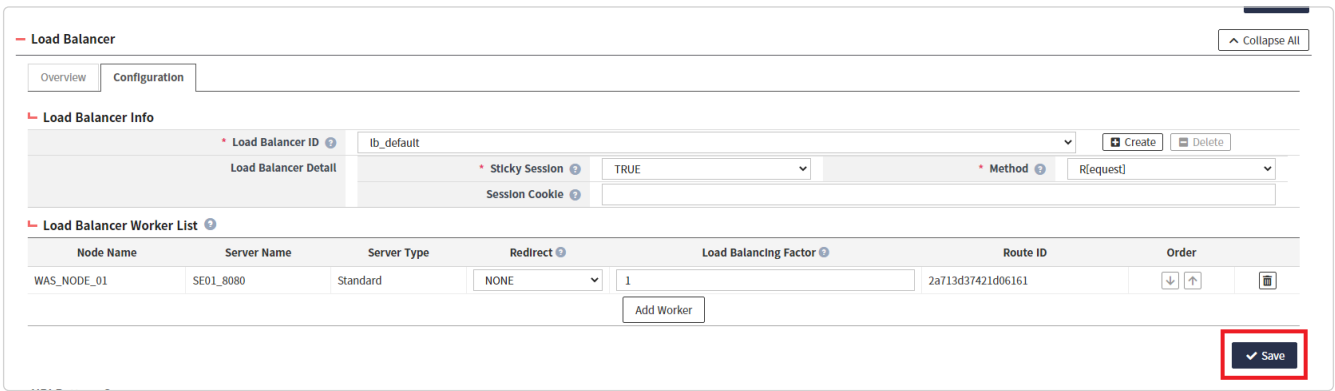 Load Balancer
Collapse All
Overview Configuration
Load Balancer Info
* Load Balancer ID ? lb_default Create Delete
Load Balancer Detail * Sticky Session ? TRUE * Method ? R[equest]
Session Cookie ?
Load Balancer Worker List ?
Node Name Server Name Server Type Redirect ? Load Balancing Factor ? Route ID Order
WAS_NODE_01 SE01_8080 Standard NONE 1 2a713d37421d06161
Add Worker
Save